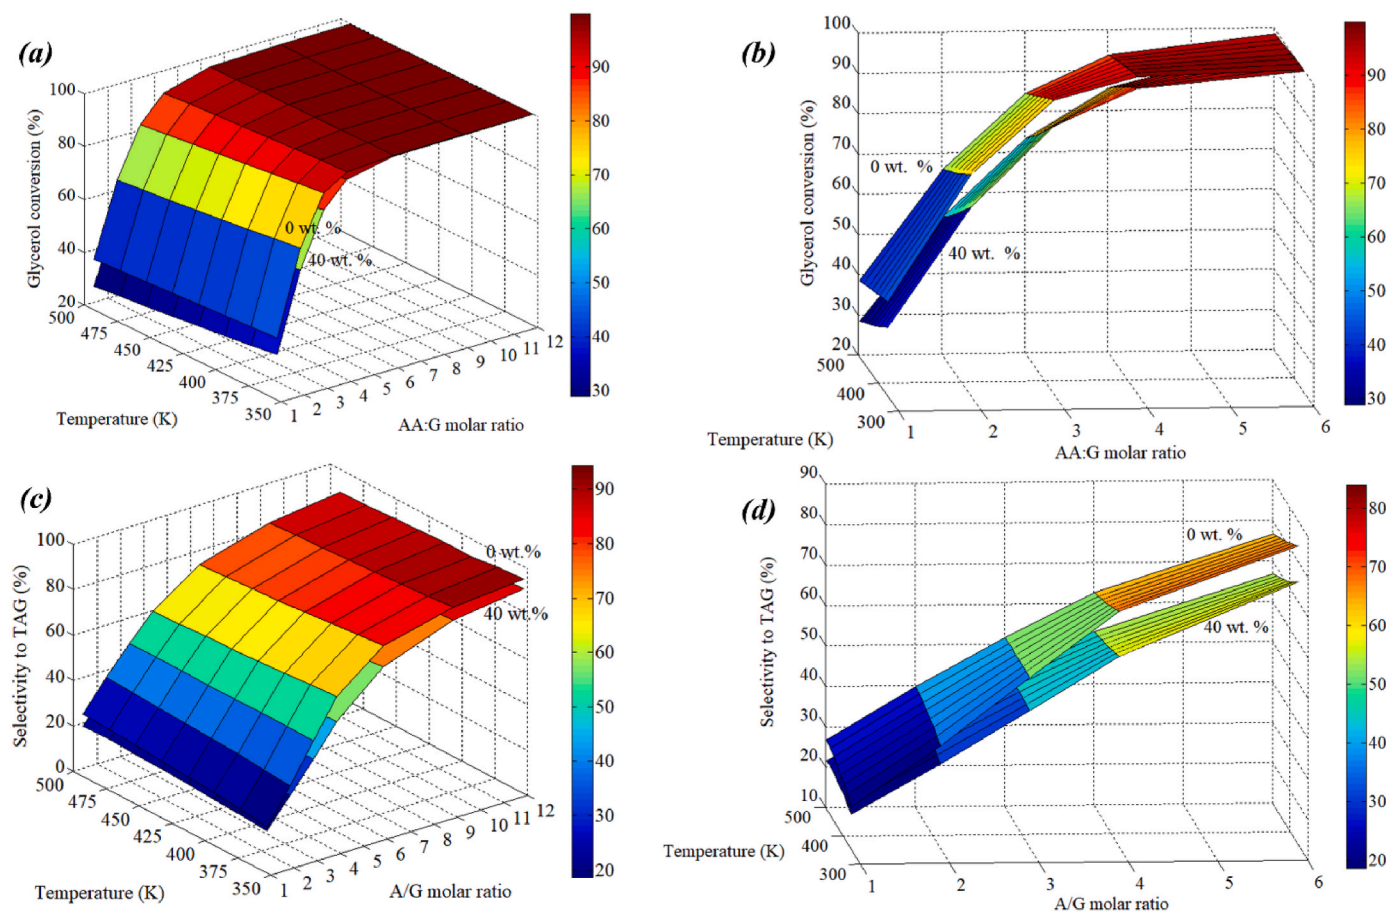 (a)
Glycerol conversion (%)
100
80
60
40
20
500
475
450
425
400
375
350
Temperature (K)
1 2 3 4 5 6 7 8 9 10 11 12
AA:G molar ratio
0 wt. %
40 wt. %
90
80
70
60
50
40
30
(b)
Glycerol conversion (%)
100
90
80
70
60
50
40
30
20
500
400
300
Temperature (K)
1 2 3 4 5 6
AA:G molar ratio
0 wt. %
40 wt. %
90
80
70
60
50
40
30
(c)
Selectivity to TAG (%)
100
80
60
40
20
0
500
475
450
425
400
375
350
Temperature (K)
1 2 3 4 5 6 7 8 9 10 11 12
A/G molar ratio
0 wt.%
40 wt.%
90
80
70
60
50
40
30
20
(d)
Selectivity to TAG (%)
90
80
70
60
50
40
30
20
10
500
400
300
Temperature (K)
1 2 3 4 5 6
A/G molar ratio
0 wt. %
40 wt. %
80
70
60
50
40
30
20